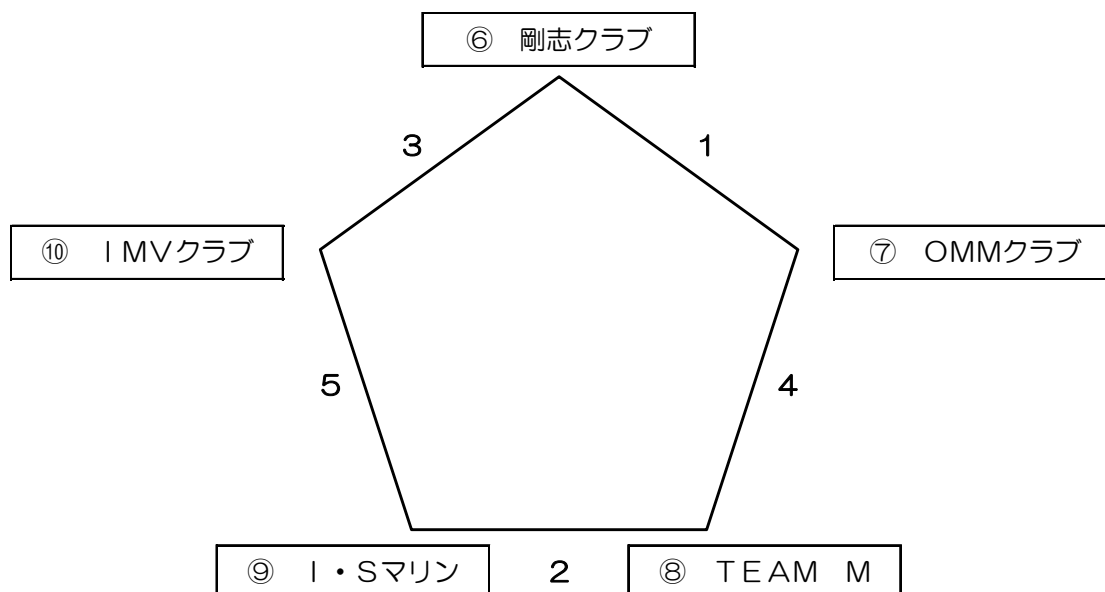 ⑥　剛志クラブ
3
1
⑩　ＩＭＶクラブ
⑦　ＯＭＭクラブ
5
4
⑨　Ｉ・Ｓマリン
2
⑧　ＴＥＡＭ　Ｍ